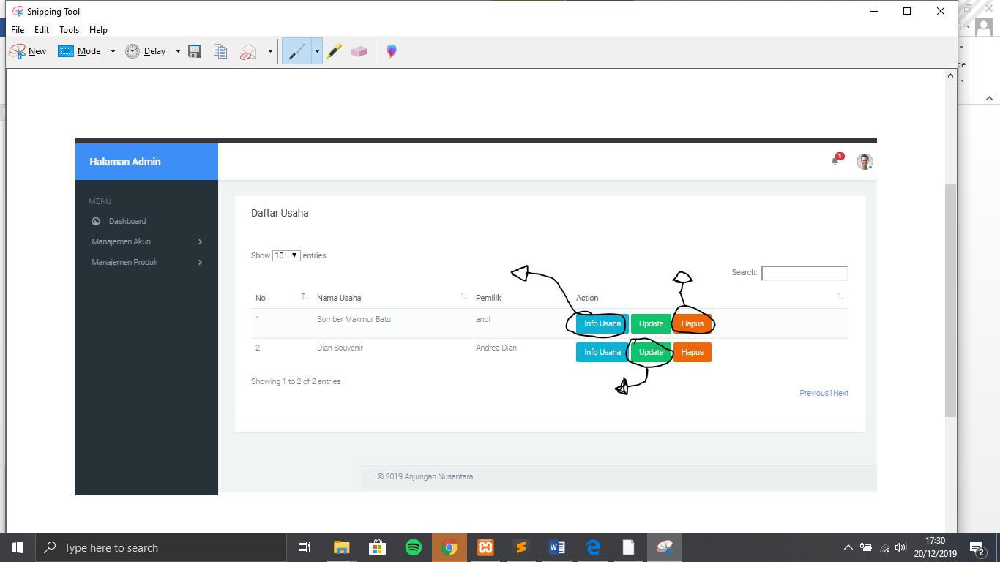 Snipping Tool
File Edit Tools Help
New Mode Delay
ce
Halaman Admin
1
MENU
Dashboard
Manajemen Akun
Manajemen Produk
Daftar Usaha
Show 10 entries
Search:
No Nama Usaha Pemilik Action
1 Sumber Makmur Batu andi Info Usaha Update Hapus
2 Dian Souvenir Andrea Dian Info Usaha Update Hapus
Showing 1 to 2 of 2 entries
Previous1Next
© 2019 Anjungan Nusantara
Type here to search
17:30
20/12/2019
2